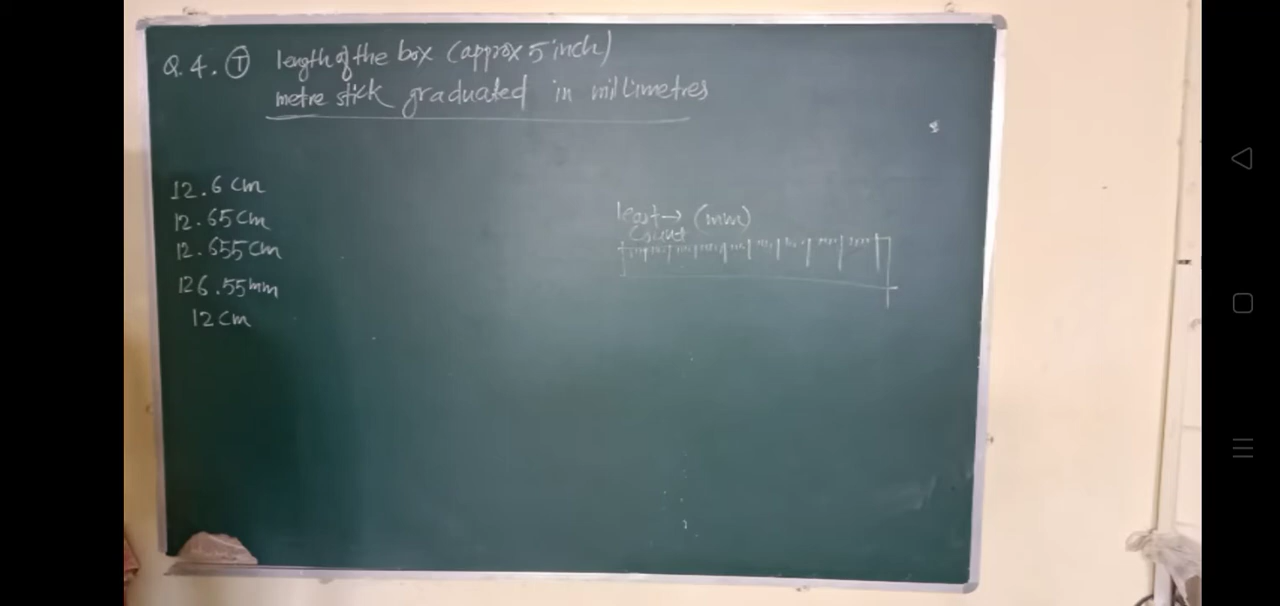 Q.4. T length of the box (approx 5 inch)
metre stick graduated in millimetres
12.6 cm
12.65 cm
12.655 cm
126.55 mm
12 cm
least → (mm)
Count